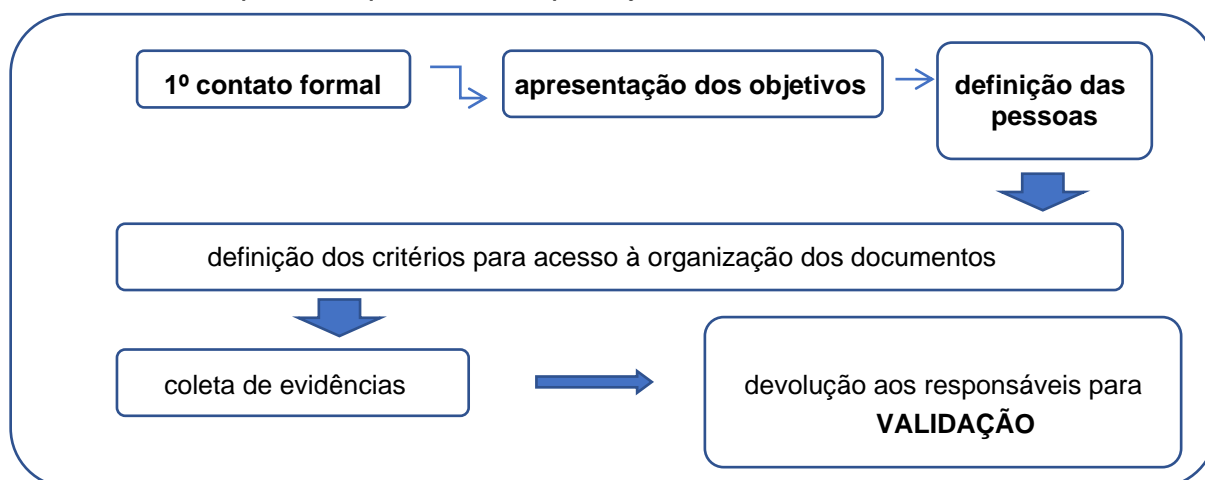 1º contato formal
apresentação dos objetivos
definição das
pessoas
definição dos critérios para acesso à organização dos documentos
coleta de evidências
devolução aos responsáveis para
VALIDAÇÃO